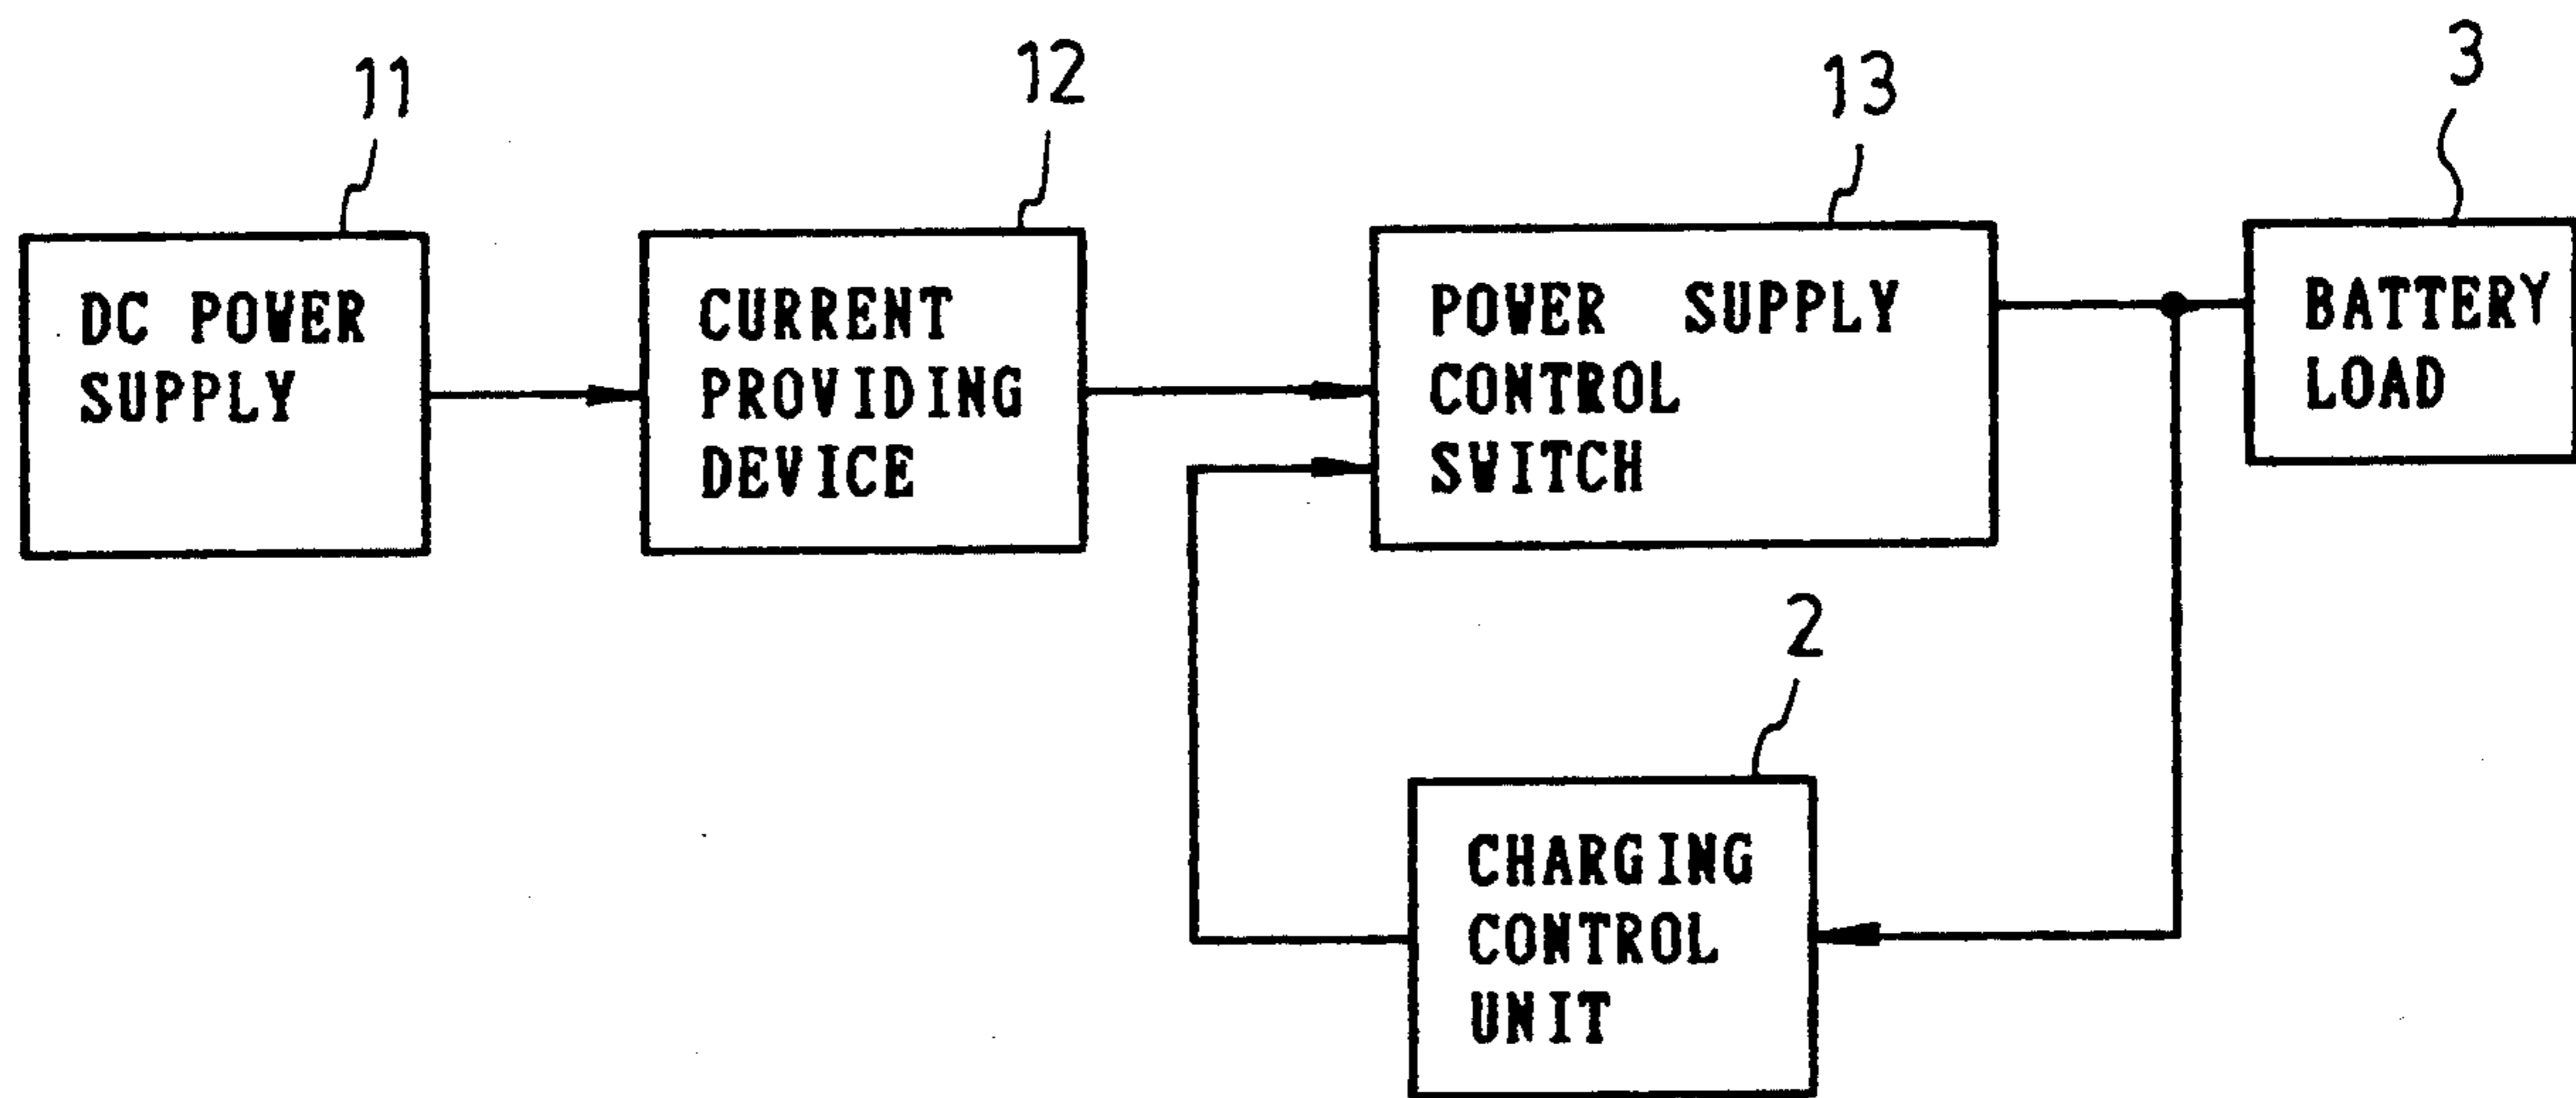 11
12
13
3
DC POWER
SUPPLY
CURRENT
PROVIDING
DEVICE
POWER SUPPLY
CONTROL
SWITCH
BATTERY
LOAD
2
CHARGING
CONTROL
UNIT